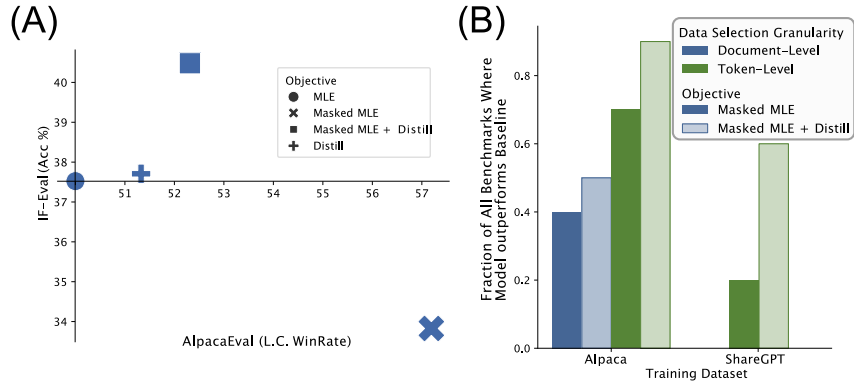 (A)
IF-Eval (Acc %)
40
39
38
37
36
35
34
51 52 53 54 55 56 57
Objective
MLE
Masked MLE
Masked MLE + Distill
Distill
AlpacaEval (L.C. WinRate)
(B)
Fraction of All Benchmarks Where
Model outperforms Baseline
0.8
0.6
0.4
0.2
0.0
Data Selection Granularity
Document-Level
Token-Level
Objective
Masked MLE
Masked MLE + Distill
Alpaca ShareGPT
Training Dataset